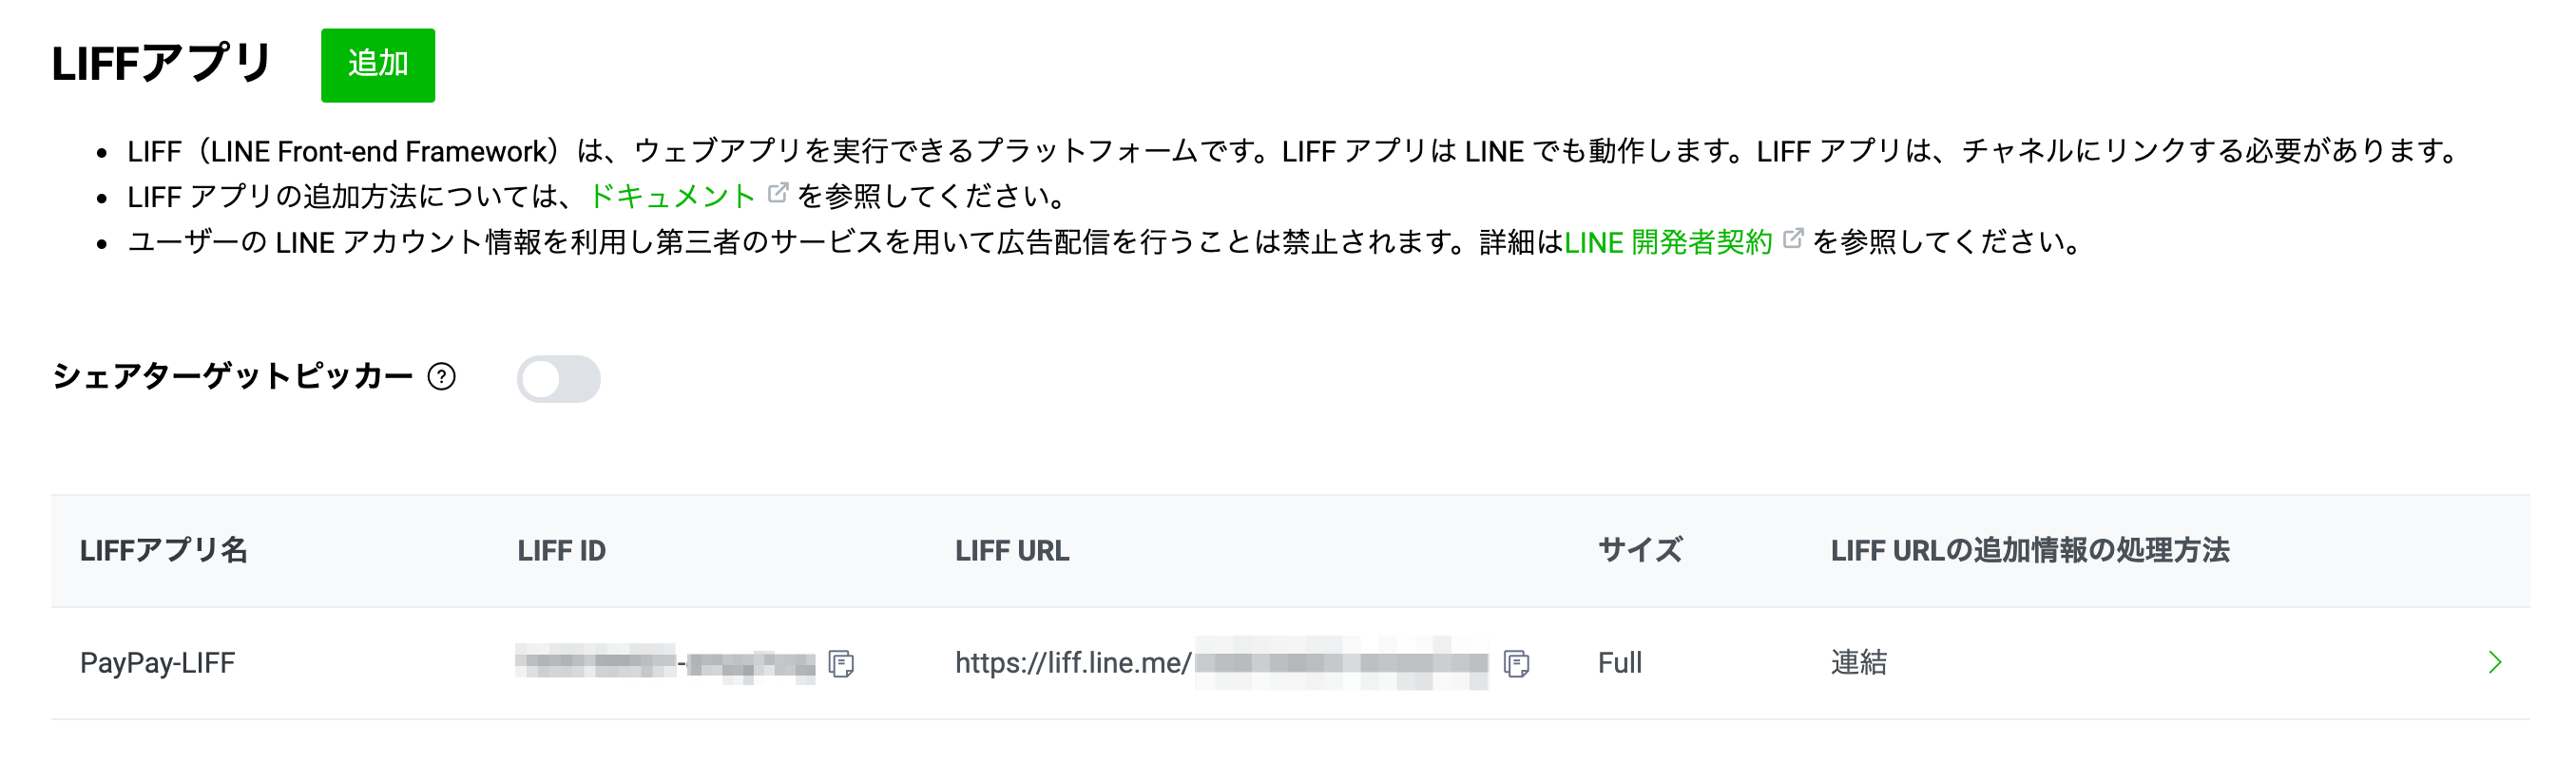 LIFFアプリ 追加
• LIFF（LINE Front-end Framework）は、ウェブアプリを実行できるプラットフォームです。LIFF アプリは LINE でも動作します。LIFF アプリは、チャネルにリンクする必要があります。
• LIFF アプリの追加方法については、ドキュメント を参照してください。
• ユーザーの LINE アカウント情報を利用し第三者のサービスを用いて広告配信を行うことは禁止されます。詳細はLINE 開発者契約 を参照してください。
シェアターゲットピッカー ?
LIFFアプリ名 LIFF ID LIFF URL サイズ LIFF URLの追加情報の処理方法
PayPay-LIFF - https://liff.line.me/ Full 連結